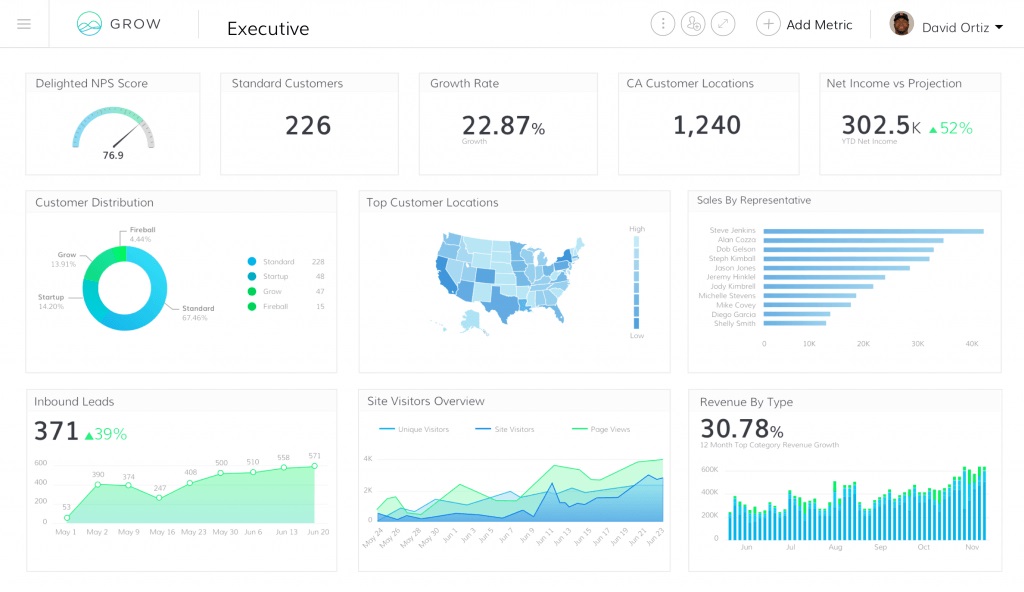 GROW
Executive
Add Metric
David Ortiz
Delighted NPS Score
76.9
Standard Customers
226
Growth Rate
22.87%
Growth
CA Customer Locations
1,240
Net Income vs Projection
302.5K 52%
YTD Net Income
Customer Distribution
Fireball
4.44%
Grow
13.91%
Startup
14.20%
Standard
67.46%
Standard 228
Startup 48
Grow 47
Fireball 15
Top Customer Locations
High
Low
Sales By Representative
Steve Jenkins
Alan Cozza
Dob Gelson
Steph Kimball
Jason Jones
Jeremy Hinklel
Jody Kimbrell
Michelle Stevens
Mike Covey
Diego Garcia
Shelly Smith
0 10K 20K 30K 40K
Inbound Leads
371 39%
600
400
200
0
53 390 374 247 408 500 510 558 571
May 1 May 2 May 9 May 16 May 23 May 30 Jun 6 Jun 13 Jun 20
Site Visitors Overview
Unique Visitors Site Visitors Page Views
4K
2K
0
May 24 May 26 May 28 May 30 Jun 1 Jun 3 Jun 5 Jun 7 Jun 9 Jun 11 Jun 13 Jun 15 Jun 17 Jun 19 Jun 21 Jun 23
Revenue By Type
30.78%
12 Month Top Category Revenue Growth
600K
400K
200K
0
Jun Jul Aug Sep Oct Nov